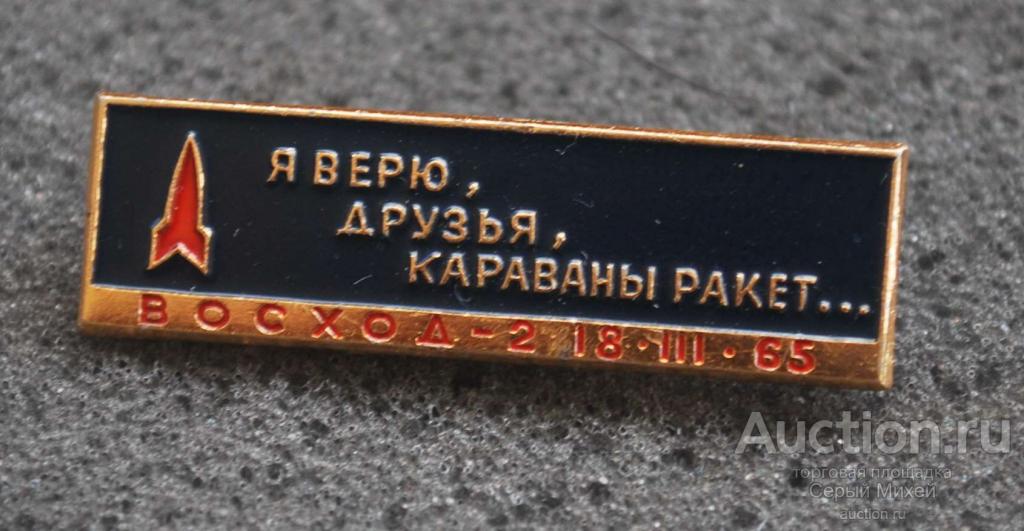 Я ВЕРЮ,
ДРУЗЬЯ,
КАРАВАНЫ РАКЕТ...
ВОСХОД-2 18·III·65
Auction.ru
торговая площадка
Серый Михей
auction.ru